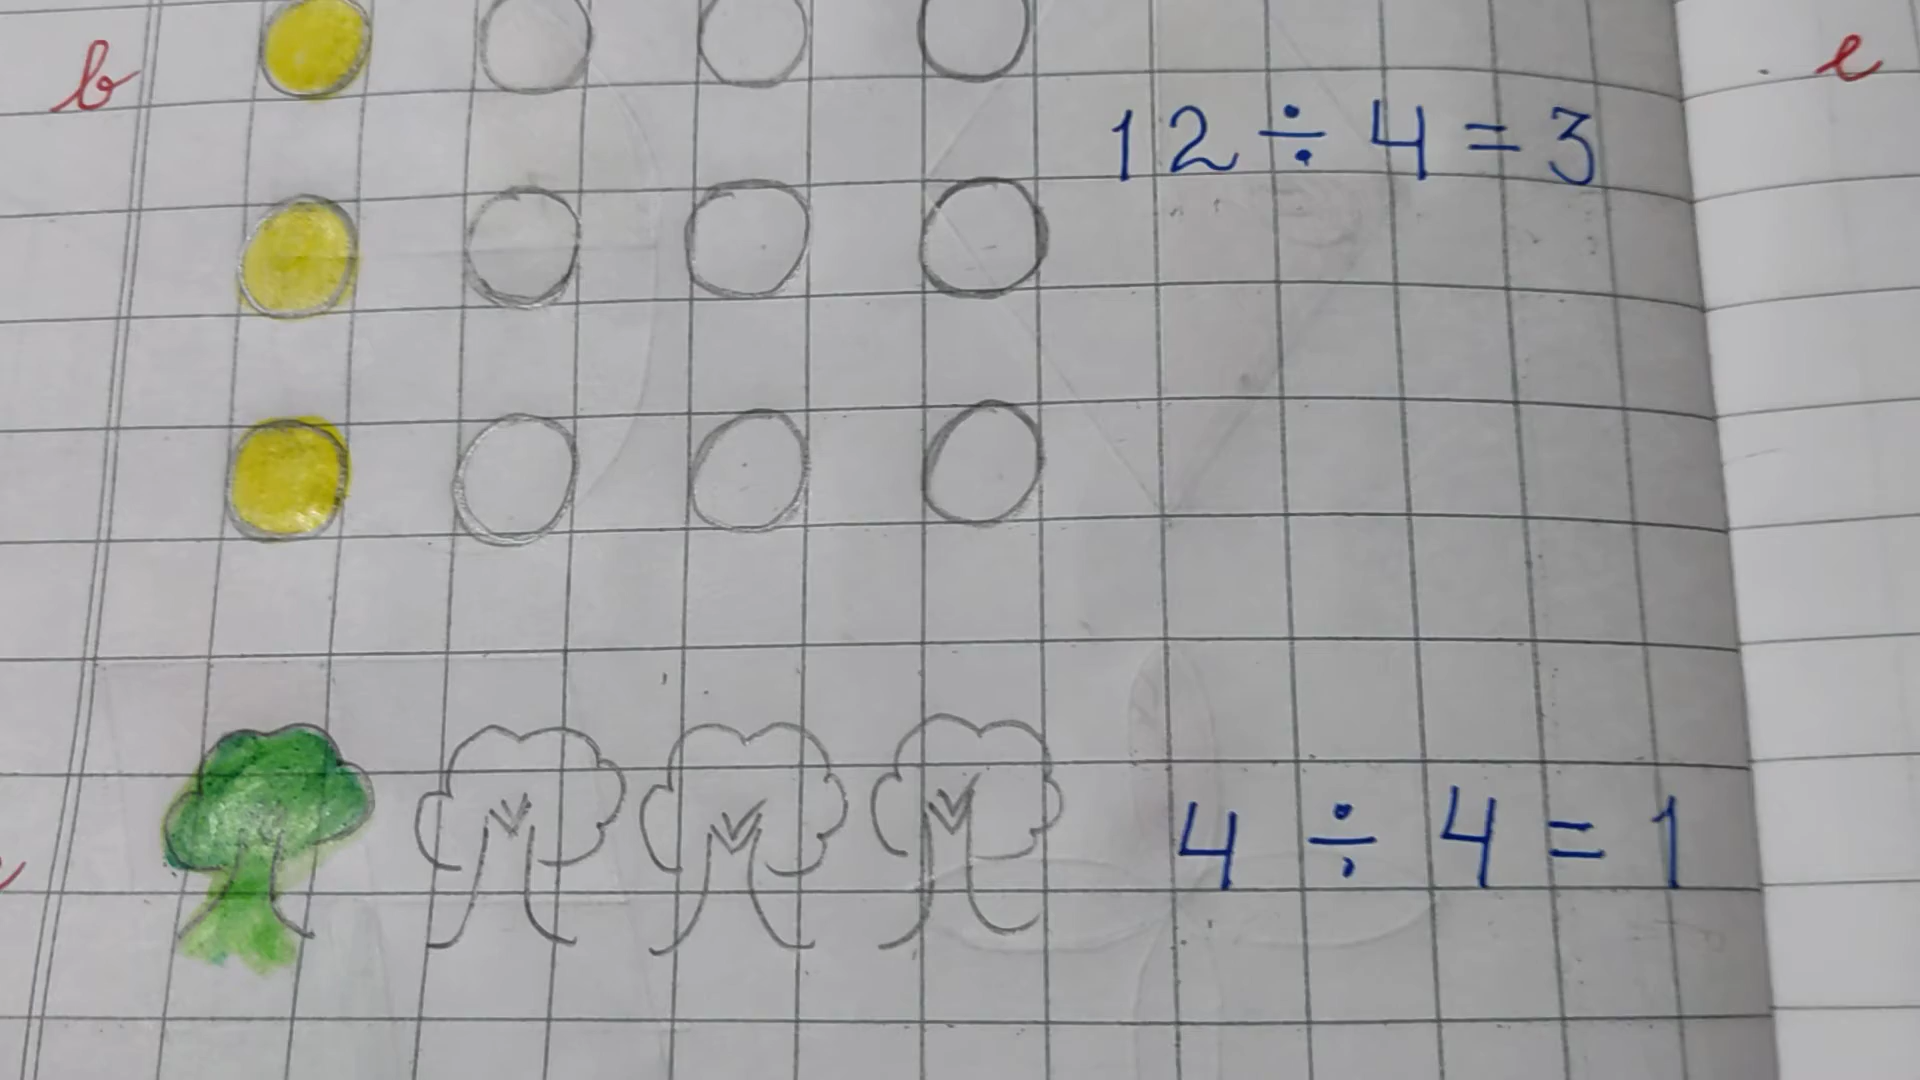 b
12 ÷ 4 = 3
4 ÷ 4 = 1
e